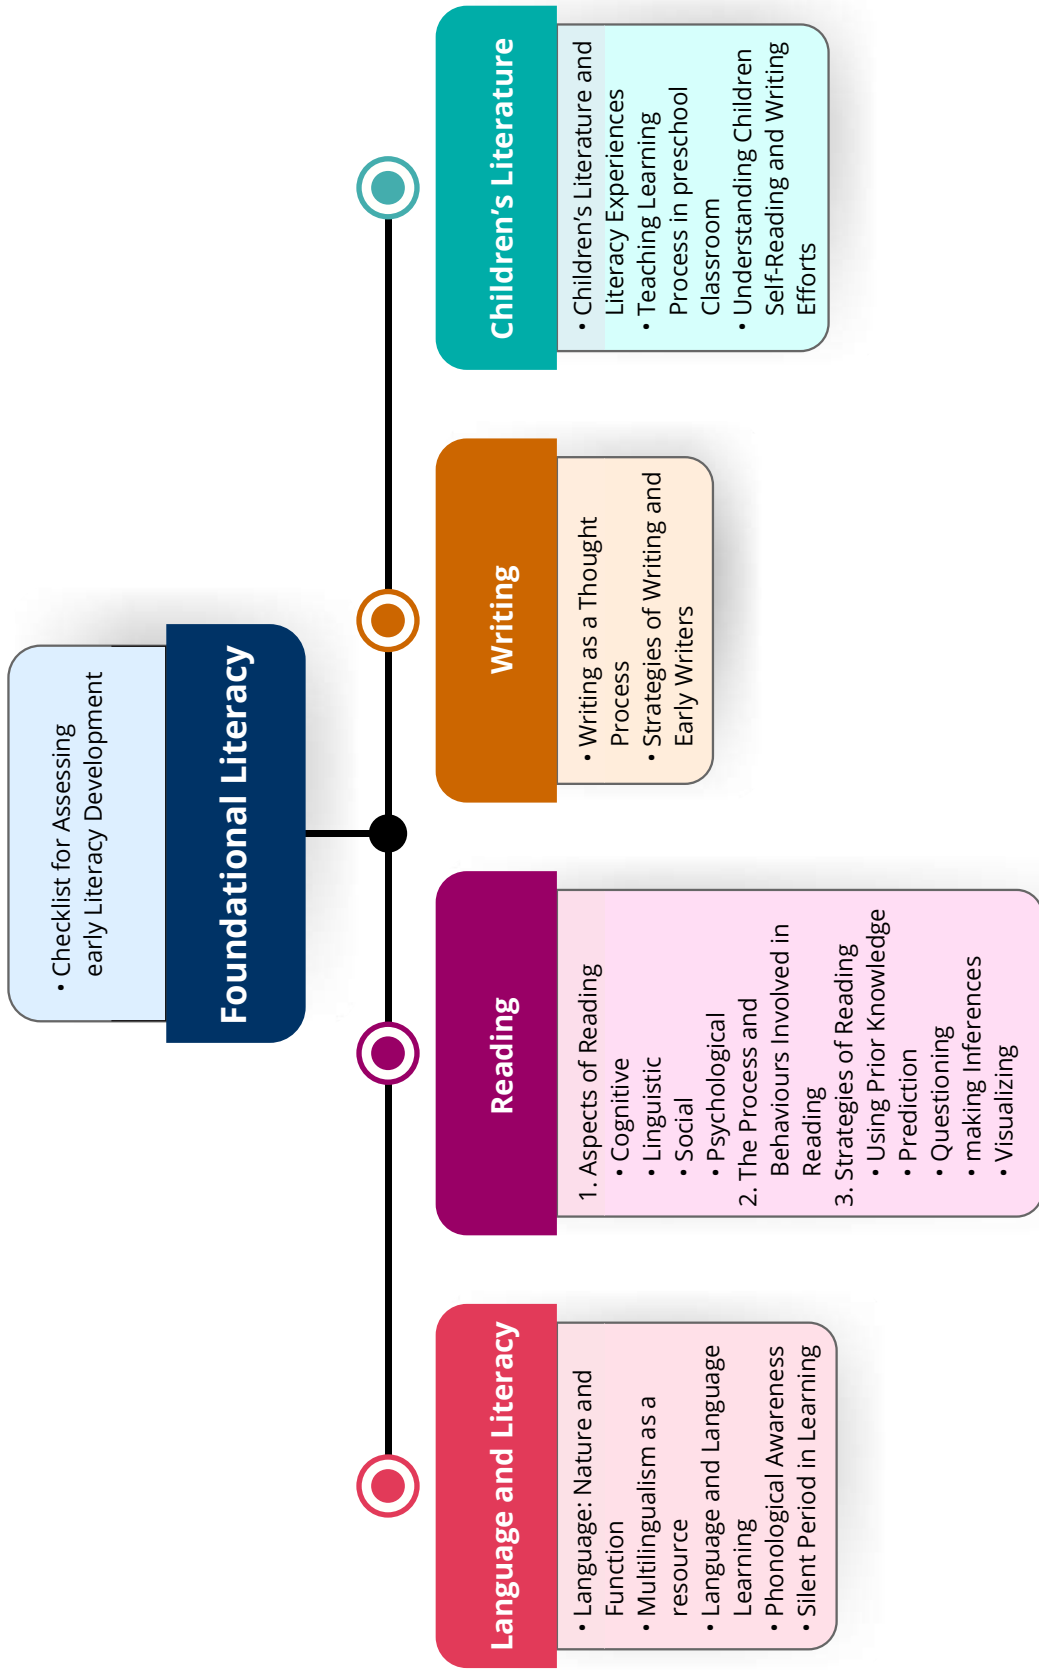 • Checklist for Assessing
early Literacy Development
Foundational Literacy
Language and Literacy
• Language: Nature and
Function
• Multilingualism as a
resource
• Language and Language
Learning
• Phonological Awareness
• Silent Period in Learning
Reading
1. Aspects of Reading
• Cognitive
• Linguistic
• Social
• Psychological
2. The Process and
Behaviours Involved in
Reading
3. Strategies of Reading
• Using Prior Knowledge
• Prediction
• Questioning
• making Inferences
• Visualizing
Writing
• Writing as a Thought
Process
• Strategies of Writing and
Early Writers
Children’s Literature
• Children’s Literature and
Literacy Experiences
• Teaching Learning
Process in preschool
Classroom
• Understanding Children
Self-Reading and Writing
Efforts